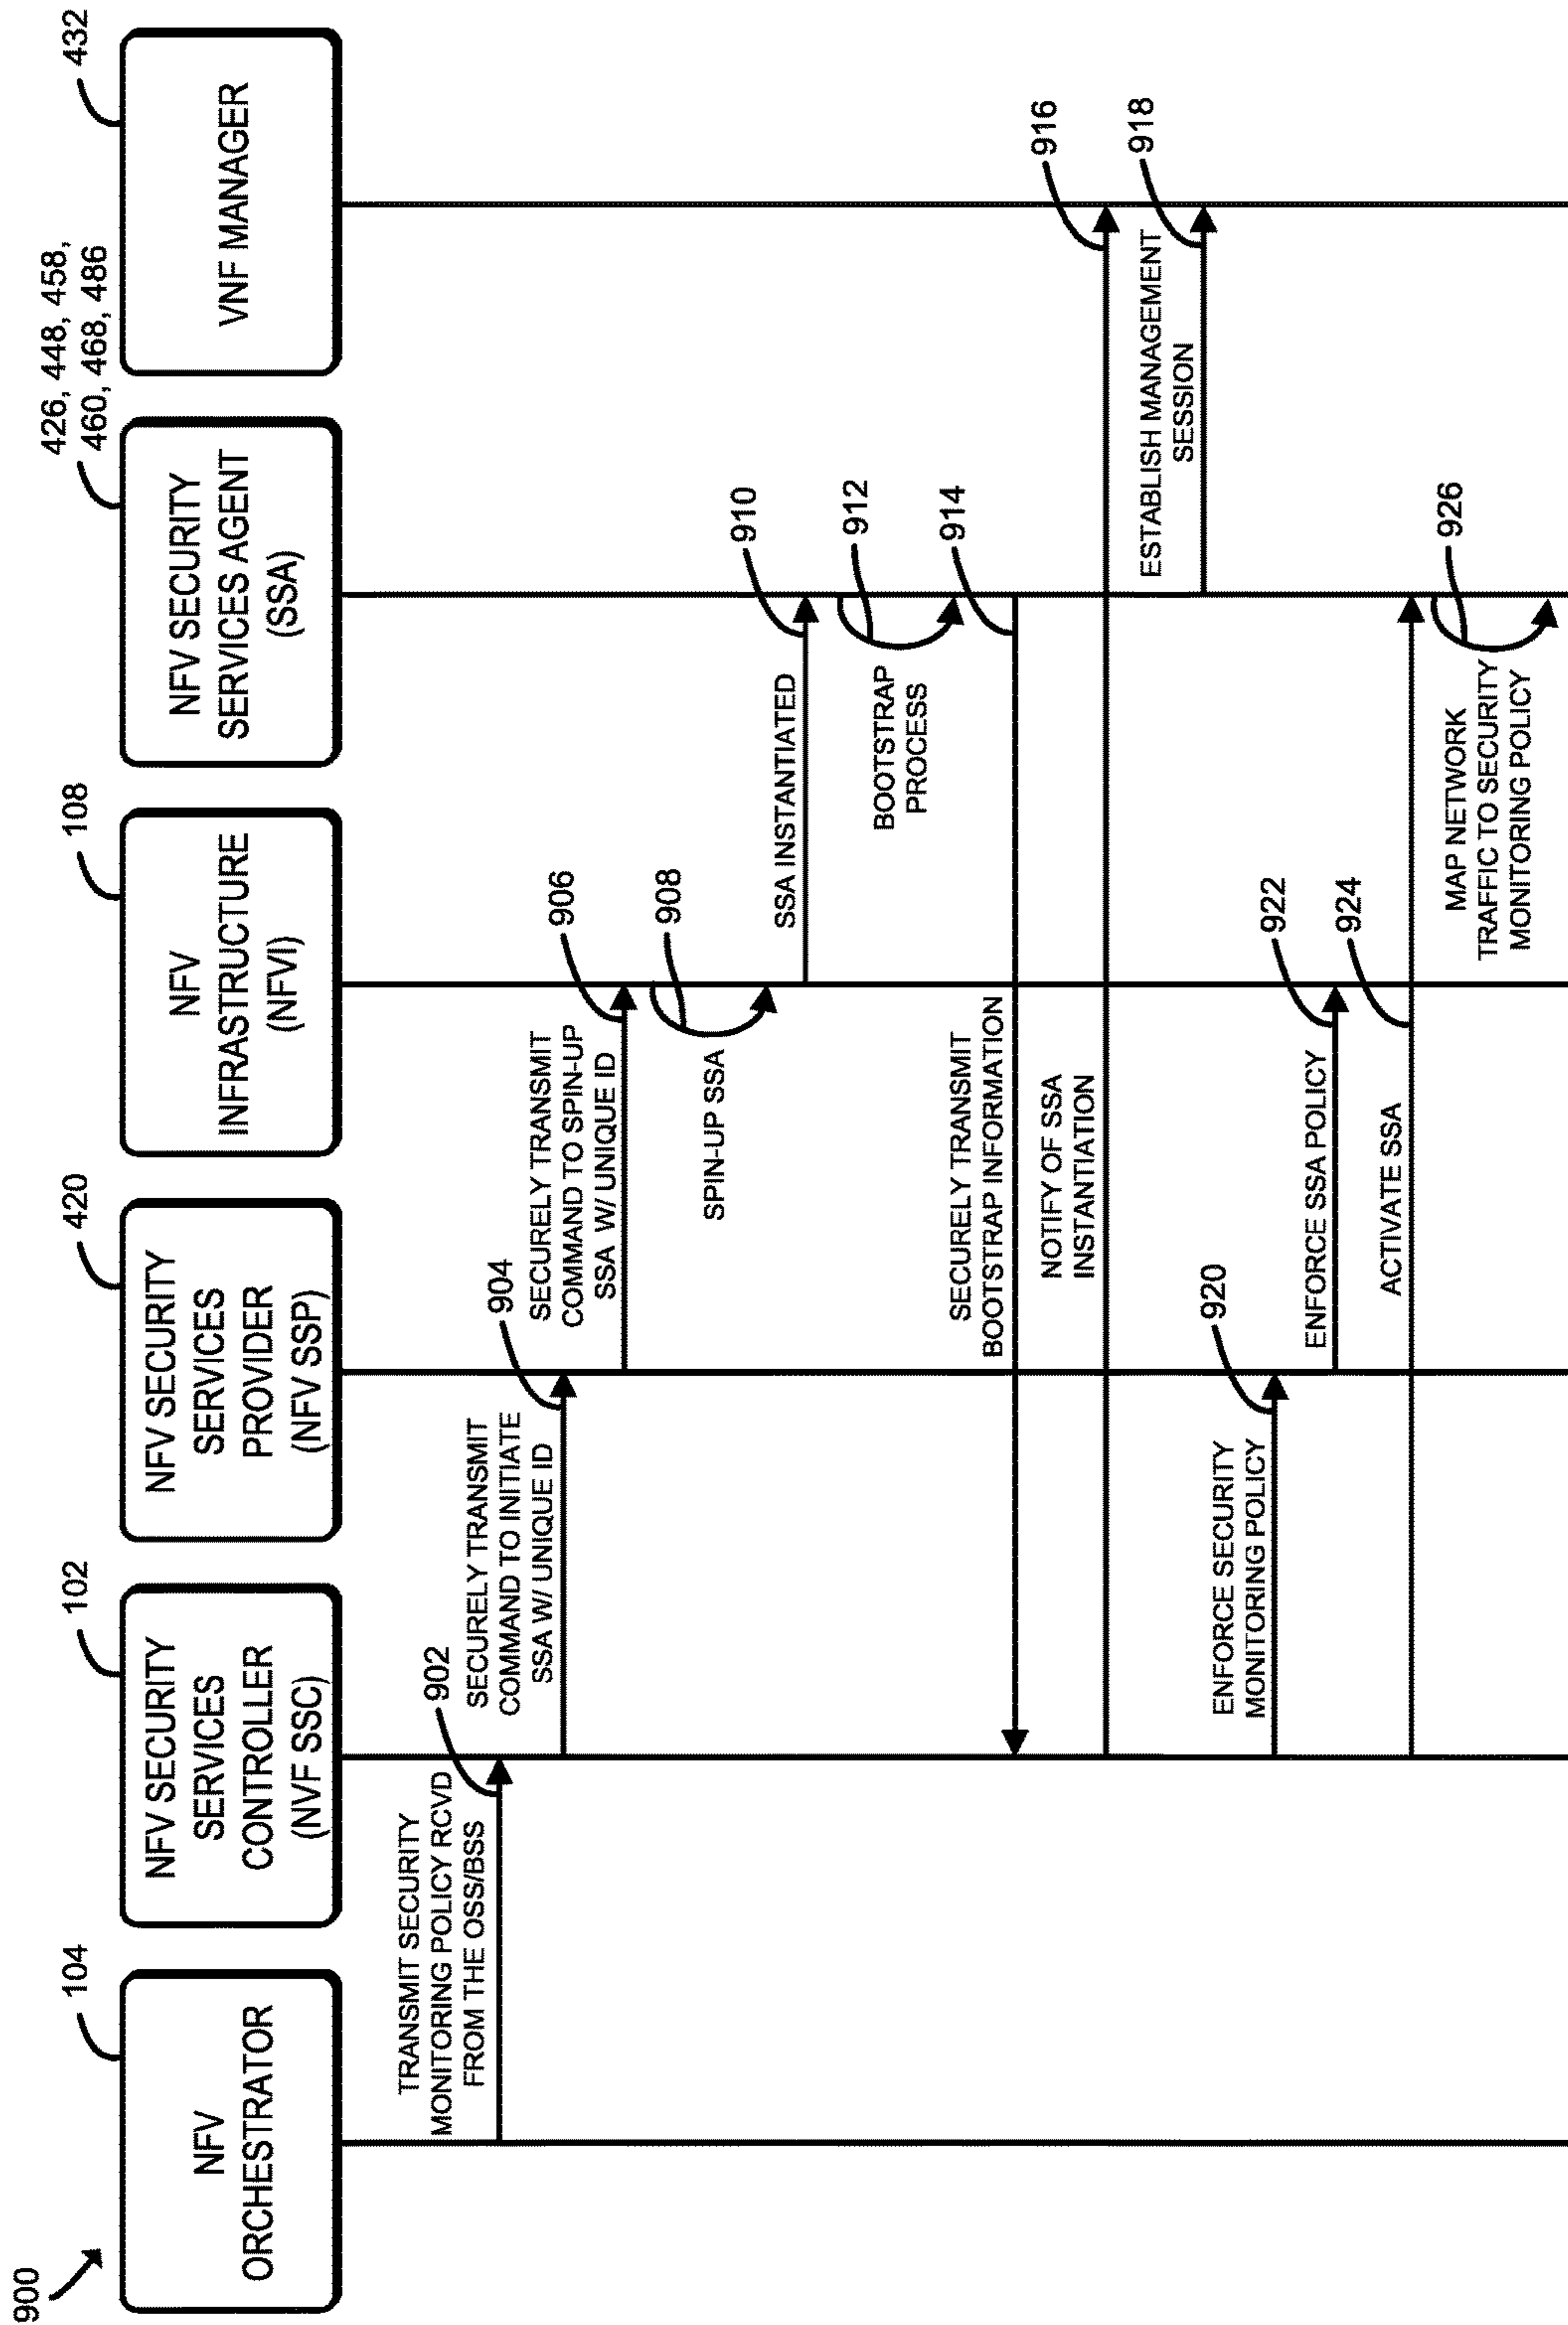 900
104
NFV
ORCHESTRATOR
102
NFV SECURITY
SERVICES
CONTROLLER
(NVF SSC)
420
NFV SECURITY
SERVICES
PROVIDER
(NFV SSP)
108
NFV
INFRASTRUCTURE
(NFVI)
426, 448, 458,
460, 468, 486
NFV SECURITY
SERVICES AGENT
(SSA)
432
VNF MANAGER
TRANSMIT SECURITY
MONITORING POLICY RCVD
FROM THE OSS/BSS
902
SECURELY TRANSMIT
COMMAND TO INITIATE
SSA W/ UNIQUE ID
904
SECURELY TRANSMIT
COMMAND TO SPIN-UP
SSA W/ UNIQUE ID
906
SPIN-UP SSA
908
SSA INSTANTIATED
910
BOOTSTRAP
PROCESS
912
SECURELY TRANSMIT
BOOTSTRAP INFORMATION
914
NOTIFY OF SSA
INSTANTIATION
916
ESTABLISH MANAGEMENT
SESSION
918
ENFORCE SECURITY
MONITORING POLICY
920
ENFORCE SSA POLICY
922
ACTIVATE SSA
924
MAP NETWORK
TRAFFIC TO SECURITY
MONITORING POLICY
926